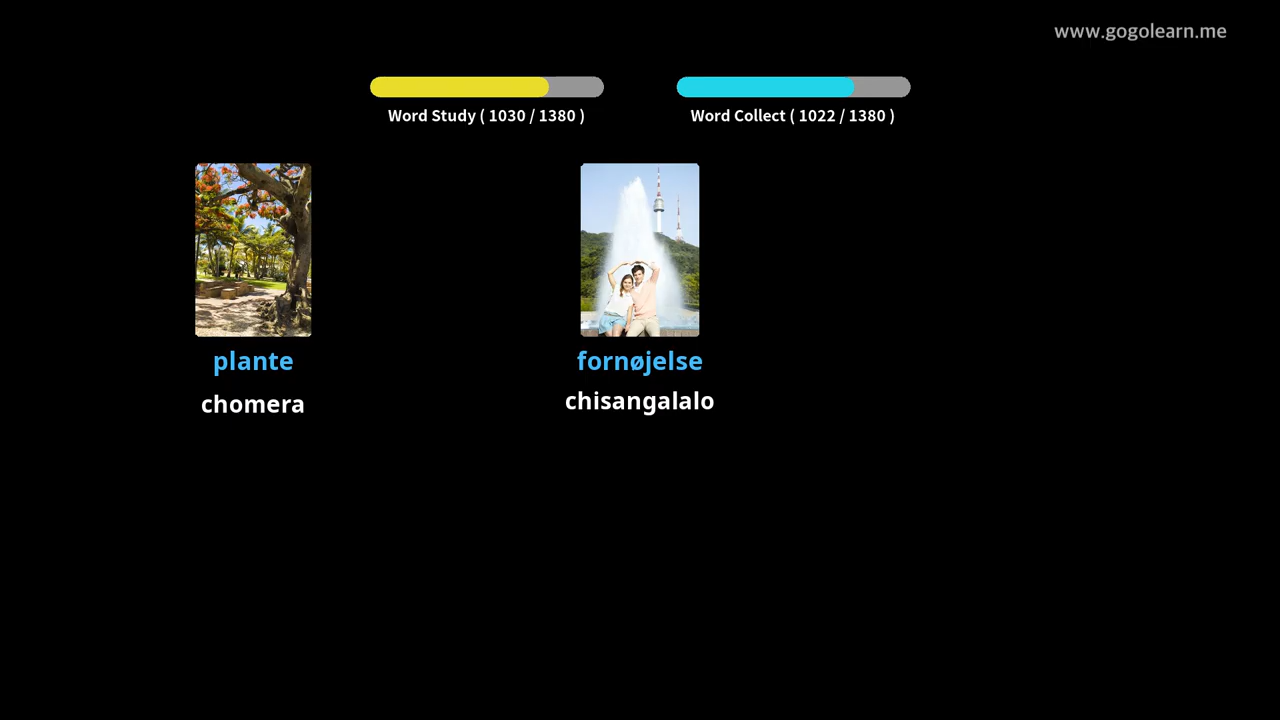 www.gogolearn.me
Word Study ( 1030 / 1380 )
Word Collect ( 1022 / 1380 )
plante
fornøjelse
chomera
chisangalalo